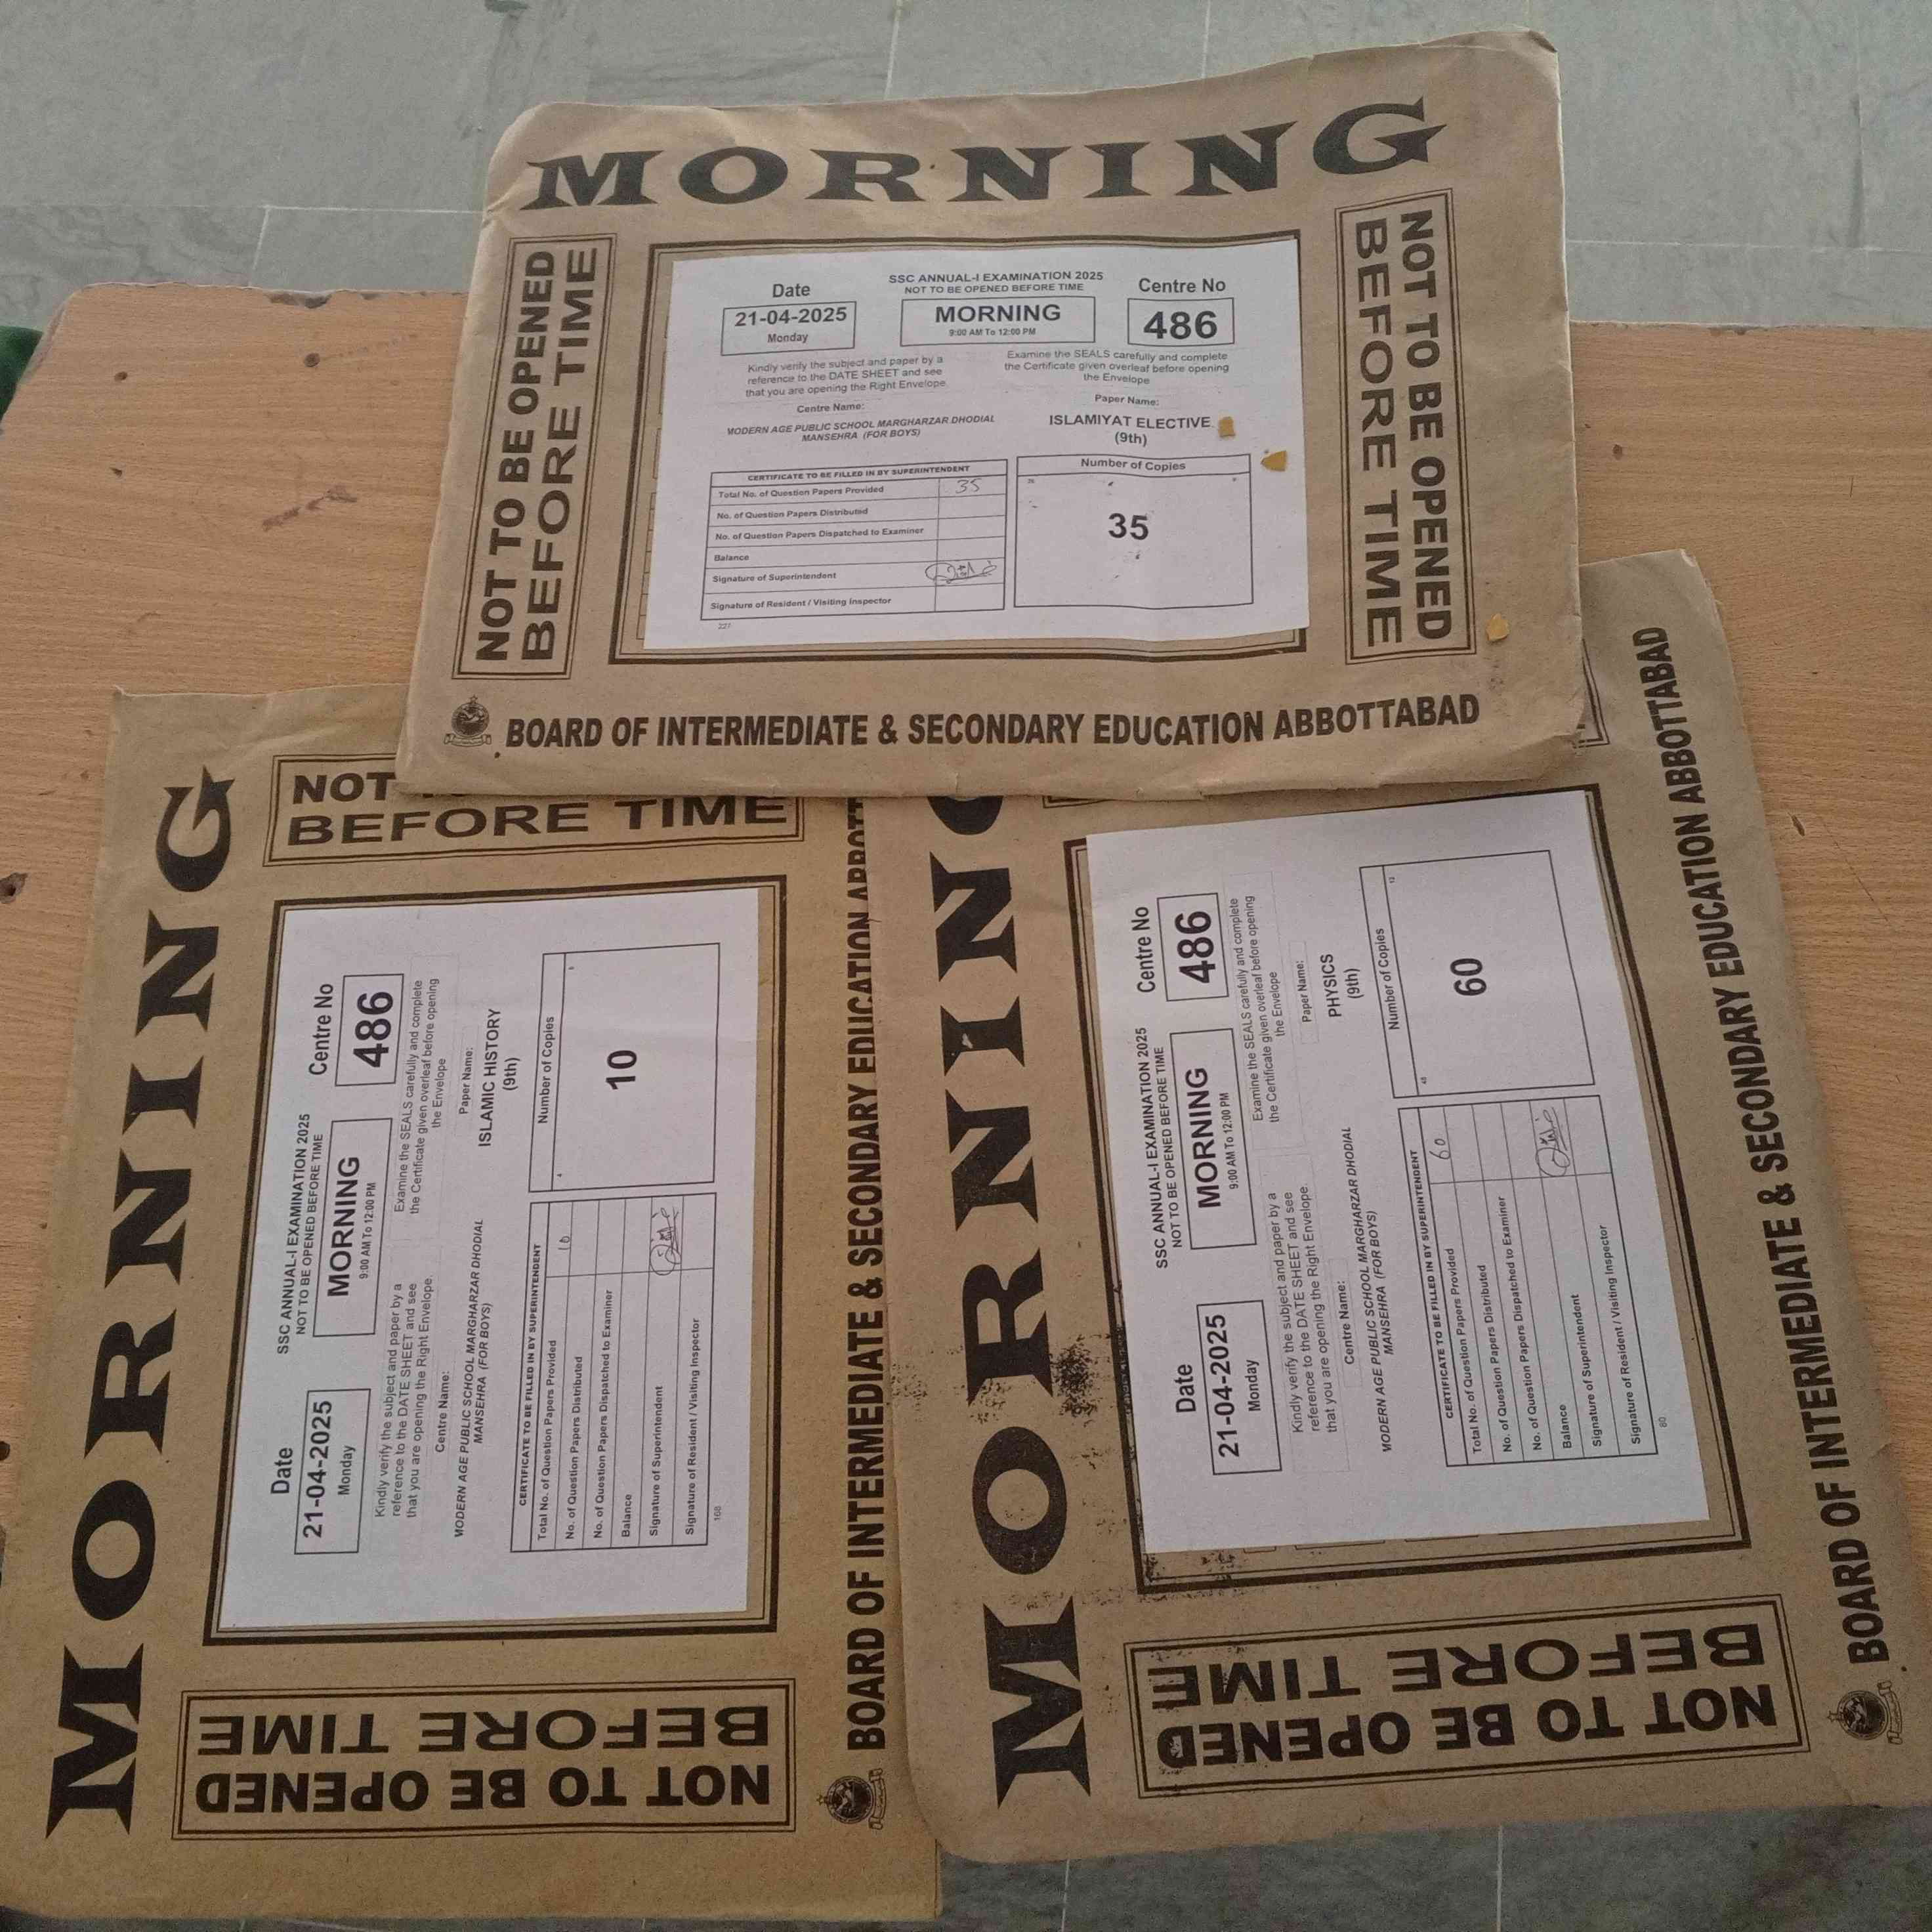 MORNING
NOT TO BE OPENED
BEFORE TIME
SSC ANNUAL-I EXAMINATION 2025
NOT TO BE OPENED BEFORE TIME
Date
21-04-2025
Monday
MORNING
9:00 AM To 12:00 PM
Centre No
486
Kindly verify the subject and paper by a
reference to the DATE SHEET and see
that you are opening the Right Envelope.
Examine the SEALS carefully and complete
the Certificate given overleaf before opening
the Envelope
Centre Name:
MODERN AGE PUBLIC SCHOOL MARGHARZAR DHODIAL
MANSEHRA (FOR BOYS)
Paper Name:
ISLAMIYAT ELECTIVE
(9th)
CERTIFICATE TO BE FILLED IN BY SUPERINTENDENT
Total No. of Question Papers Provided 35
No. of Question Papers Distributed
No. of Question Papers Dispatched to Examiner
Balance
Signature of Superintendent
Signature of Resident / Visiting Inspector
Number of Copies
35
227
NOT TO BE OPENED
BEFORE TIME
BOARD OF INTERMEDIATE & SECONDARY EDUCATION ABBOTTABAD
MORNING
NOT
BEFORE TIME
SSC ANNUAL-I EXAMINATION 2025
NOT TO BE OPENED BEFORE TIME
Date
21-04-2025
Monday
MORNING
9:00 AM To 12:00 PM
Centre No
486
Kindly verify the subject and paper by a
reference to the DATE SHEET and see
that you are opening the Right Envelope.
Examine the SEALS carefully and complete
the Certificate given overleaf before opening
the Envelope
Centre Name:
MODERN AGE PUBLIC SCHOOL MARGHARZAR DHODIAL
MANSEHRA (FOR BOYS)
Paper Name:
ISLAMIC HISTORY
(9th)
CERTIFICATE TO BE FILLED IN BY SUPERINTENDENT
Total No. of Question Papers Provided 10
No. of Question Papers Distributed
No. of Question Papers Dispatched to Examiner
Balance
Signature of Superintendent
Signature of Resident / Visiting Inspector
Number of Copies
10
168
NOT TO BE OPENED
BEFORE TIME
BOARD OF INTERMEDIATE & SECONDARY EDUCATION ABBOTT
MORNING
SSC ANNUAL-I EXAMINATION 2025
NOT TO BE OPENED BEFORE TIME
Date
21-04-2025
Monday
MORNING
9:00 AM To 12:00 PM
Centre No
486
Kindly verify the subject and paper by a
reference to the DATE SHEET and see
that you are opening the Right Envelope.
Examine the SEALS carefully and complete
the Certificate given overleaf before opening
the Envelope
Centre Name:
MODERN AGE PUBLIC SCHOOL MARGHARZAR DHODIAL
MANSEHRA (FOR BOYS)
Paper Name:
PHYSICS
(9th)
CERTIFICATE TO BE FILLED IN BY SUPERINTENDENT
Total No. of Question Papers Provided 60
No. of Question Papers Distributed
No. of Question Papers Dispatched to Examiner
Balance
Signature of Superintendent
Signature of Resident / Visiting Inspector
Number of Copies
60
NOT TO BE OPENED
BEFORE TIME
BOARD OF INTERMEDIATE & SECONDARY EDUCATION ABBOTTABAD